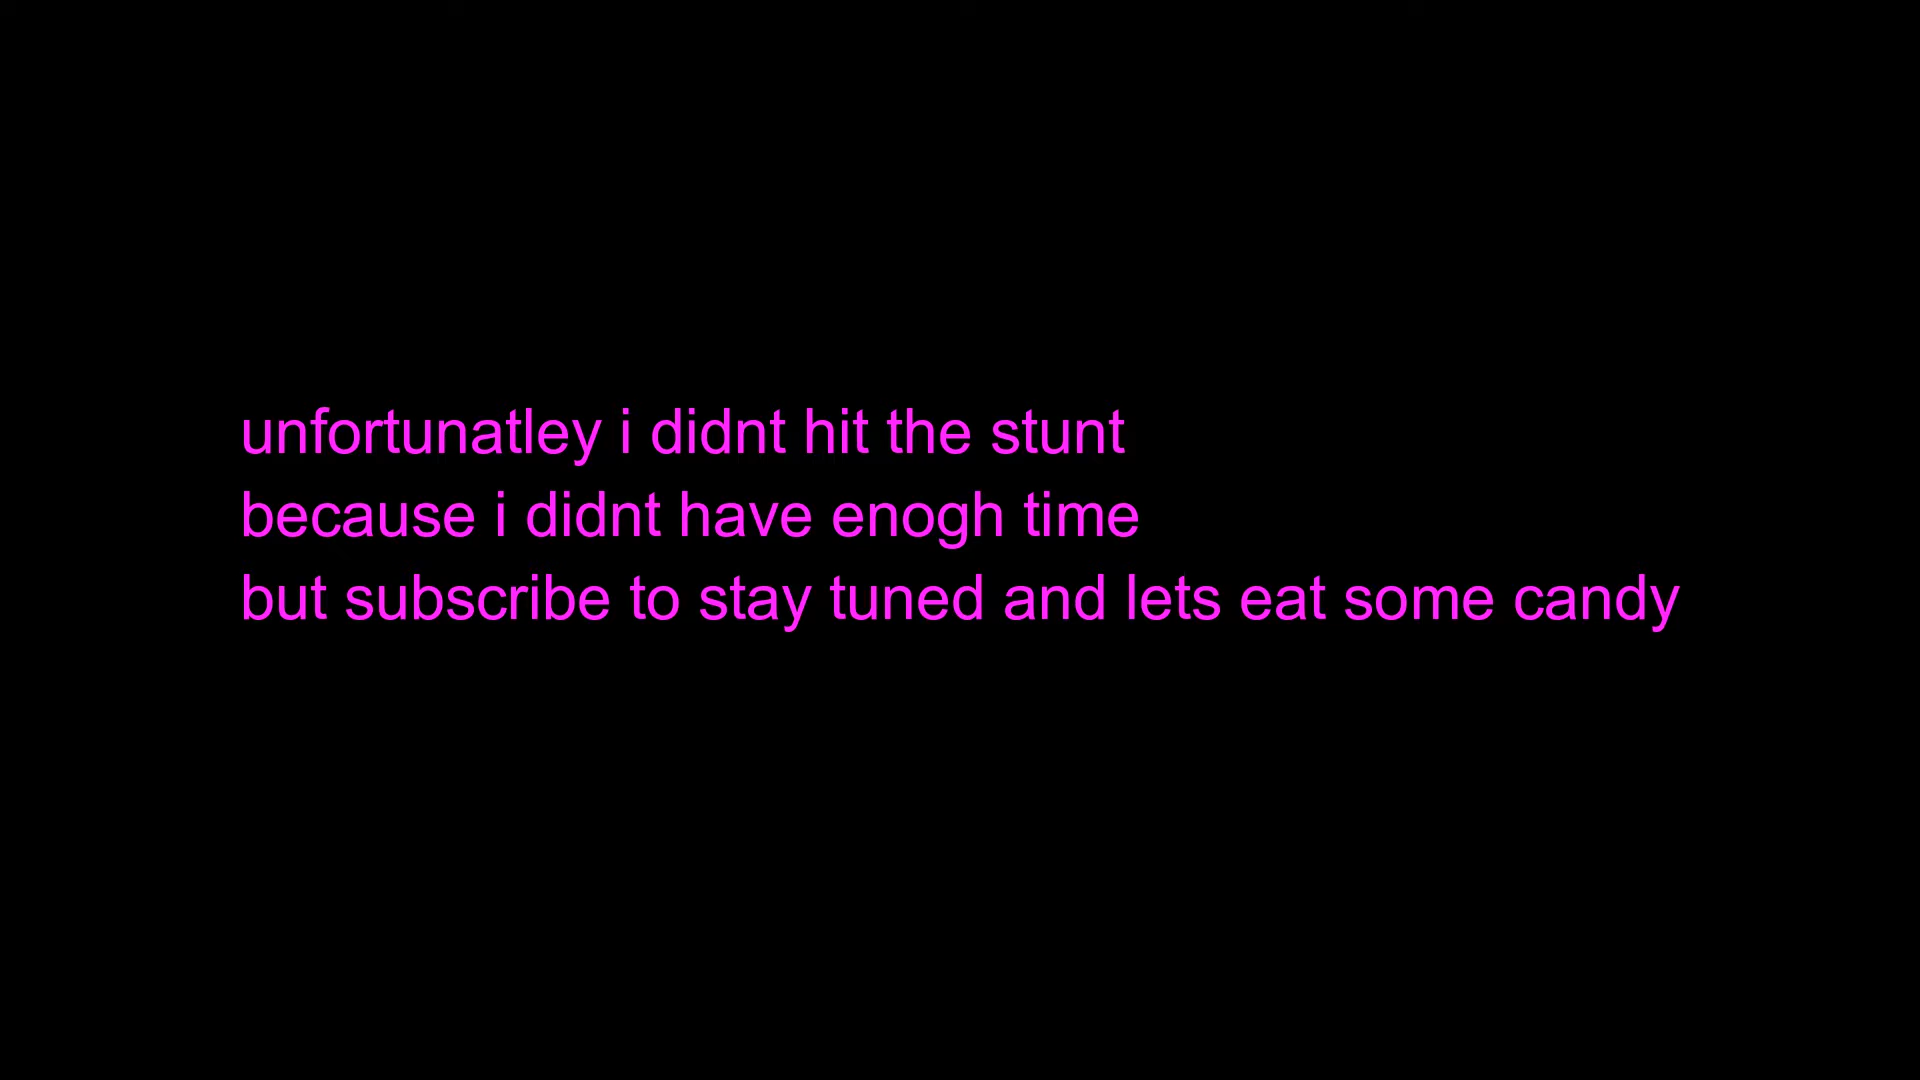 unfortunatley i didnt hit the stunt
because i didnt have enogh time
but subscribe to stay tuned and lets eat some candy